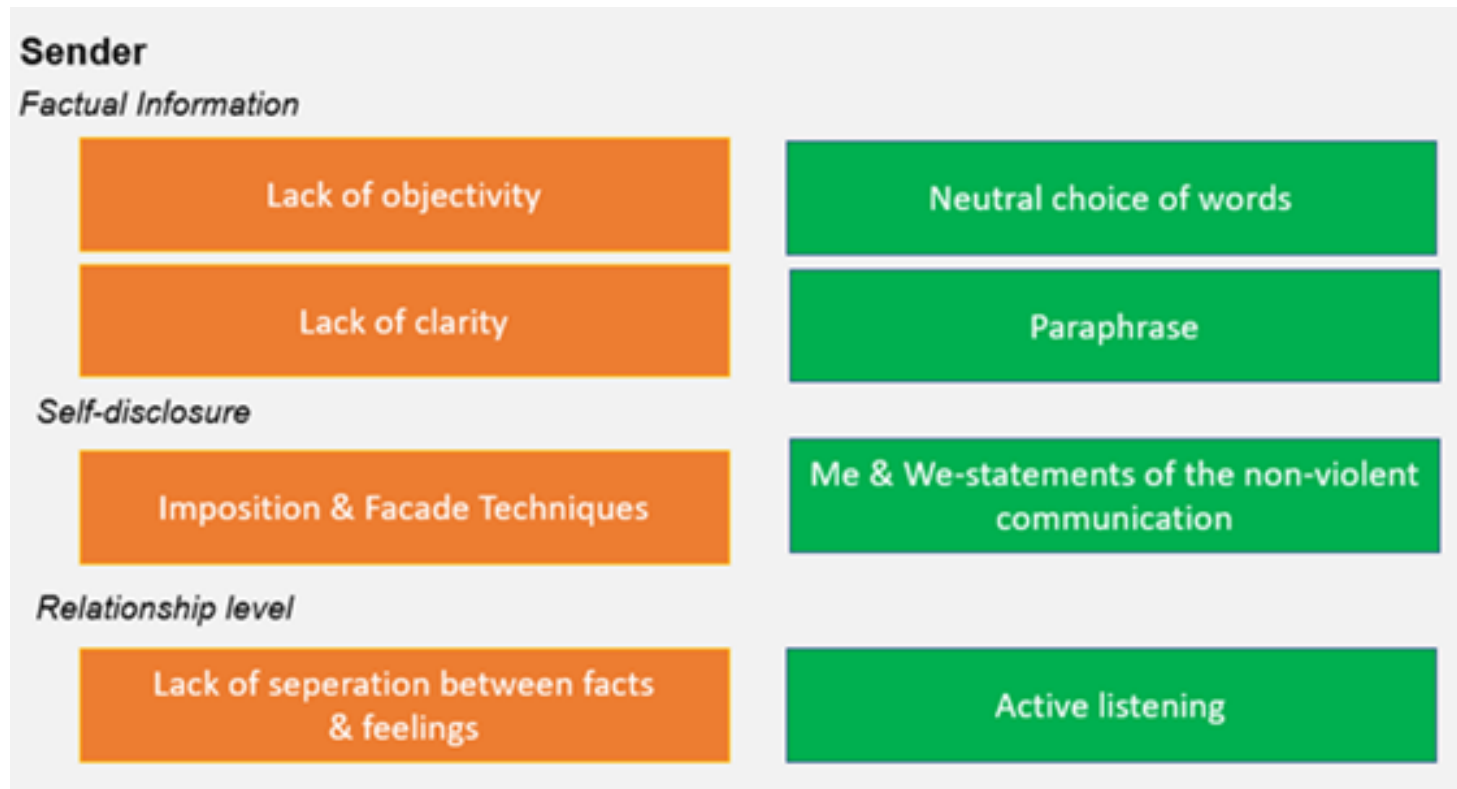 Sender
Factual Information
Lack of objectivity
Neutral choice of words
Lack of clarity
Paraphrase
Self-disclosure
Imposition & Facade Techniques
Me & We-statements of the non-violent
communication
Relationship level
Lack of seperation between facts
& feelings
Active listening